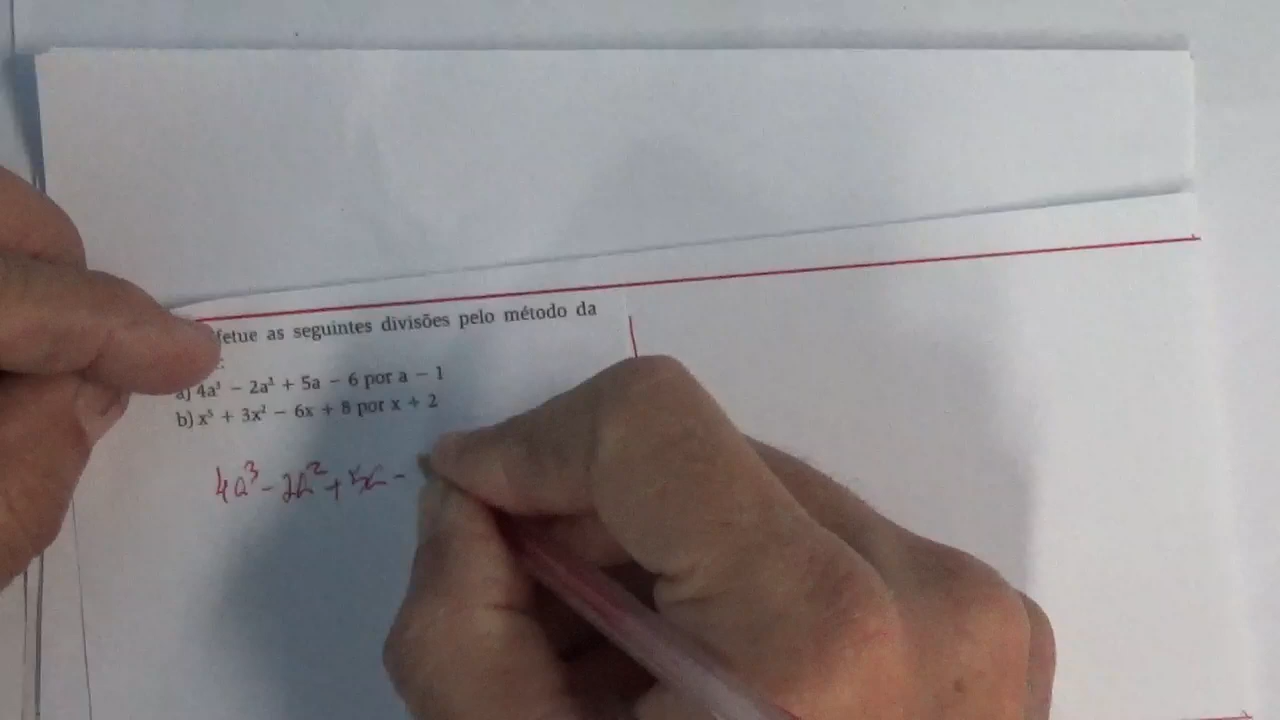 fetue as seguintes divisões pelo método da
:
a) 4a³ − 2a² + 5a − 6 por a − 1
b) x³ + 3x² − 6x + 8 por x + 2
4a³ - 2a² + 5a -